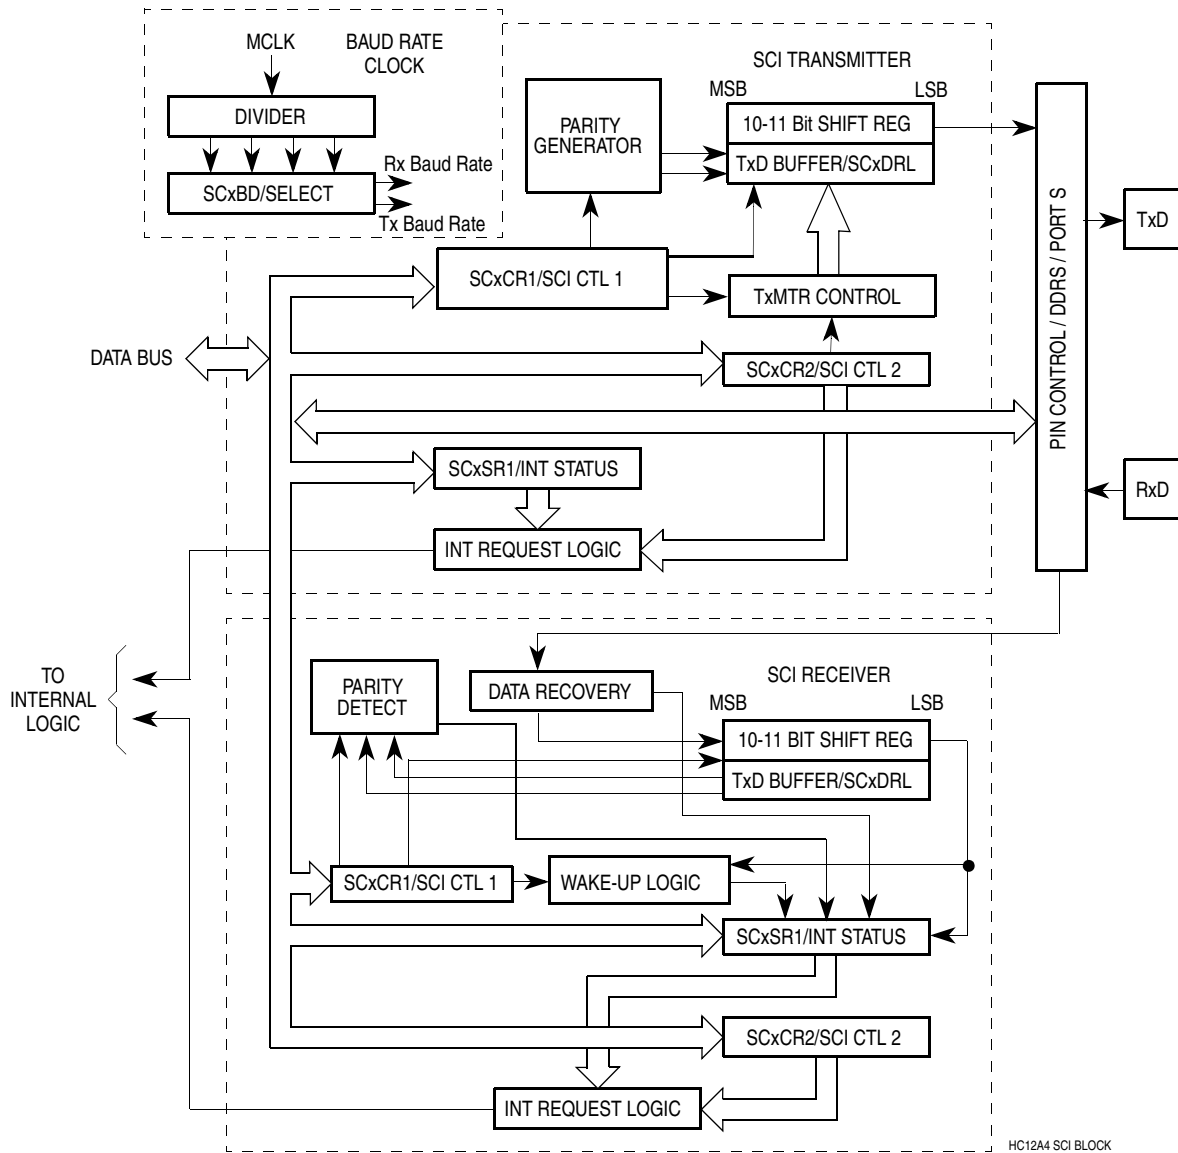 MCLK
BAUD RATE
CLOCK
DIVIDER
SCxBD/SELECT
Rx Baud Rate
Tx Baud Rate
SCI TRANSMITTER
MSB
LSB
PARITY
GENERATOR
10-11 Bit SHIFT REG
TxD BUFFER/SCxDRL
SCxCR1/SCI CTL 1
TxMTR CONTROL
DATA BUS
SCxCR2/SCI CTL 2
PIN CONTROL / DDRS / PORT S
TxD
RxD
SCxSR1/INT STATUS
INT REQUEST LOGIC
TO
INTERNAL
LOGIC
PARITY
DETECT
DATA RECOVERY
SCI RECEIVER
MSB
LSB
10-11 BIT SHIFT REG
TxD BUFFER/SCxDRL
SCxCR1/SCI CTL 1
WAKE-UP LOGIC
SCxSR1/INT STATUS
SCxCR2/SCI CTL 2
INT REQUEST LOGIC
HC12A4 SCI BLOCK